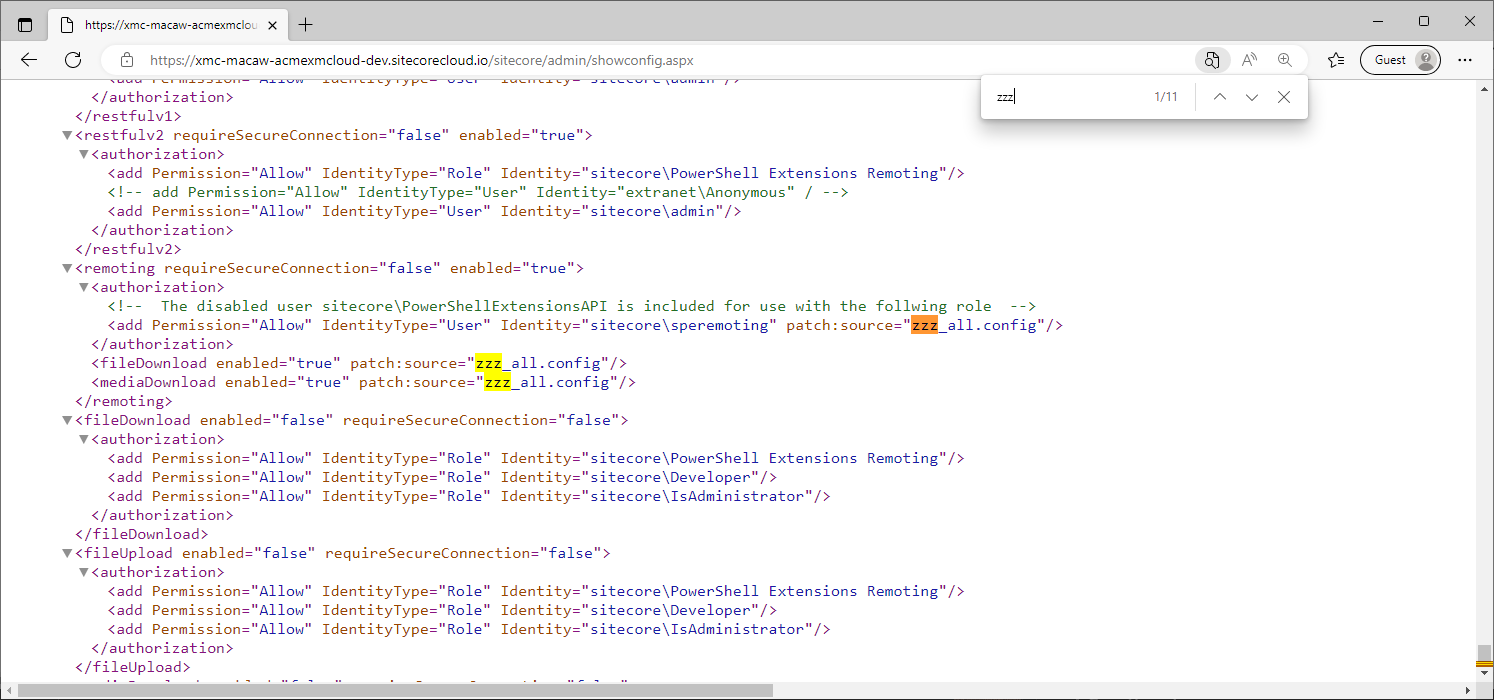 https://xmc-macaw-acmexmclou
https://xmc-macaw-acmexmcloud-dev.sitecorecloud.io/sitecore/admin/showconfig.aspx
Guest
zzz
1/11
<add Permission="Allow" IdentityType="User" Identity="sitecore\admin"/>
</authorization>
</restfulv1>
▼<restfulv2 requireSecureConnection="false" enabled="true">
▼<authorization>
<add Permission="Allow" IdentityType="Role" Identity="sitecore\PowerShell Extensions Remoting"/>
<!-- add Permission="Allow" IdentityType="User" Identity="extranet\Anonymous" / -->
<add Permission="Allow" IdentityType="User" Identity="sitecore\admin"/>
</authorization>
</restfulv2>
▼<remoting requireSecureConnection="false" enabled="true">
▼<authorization>
<!--  The disabled user sitecore\PowerShellExtensionsAPI is included for use with the follwing role  -->
<add Permission="Allow" IdentityType="User" Identity="sitecore\speremoting" patch:source="zzz_all.config"/>
</authorization>
<fileDownload enabled="true" patch:source="zzz_all.config"/>
<mediaDownload enabled="true" patch:source="zzz_all.config"/>
</remoting>
▼<fileDownload enabled="false" requireSecureConnection="false">
▼<authorization>
<add Permission="Allow" IdentityType="Role" Identity="sitecore\PowerShell Extensions Remoting"/>
<add Permission="Allow" IdentityType="Role" Identity="sitecore\Developer"/>
<add Permission="Allow" IdentityType="Role" Identity="sitecore\IsAdministrator"/>
</authorization>
</fileDownload>
▼<fileUpload enabled="false" requireSecureConnection="false">
▼<authorization>
<add Permission="Allow" IdentityType="Role" Identity="sitecore\PowerShell Extensions Remoting"/>
<add Permission="Allow" IdentityType="Role" Identity="sitecore\Developer"/>
<add Permission="Allow" IdentityType="Role" Identity="sitecore\IsAdministrator"/>
</authorization>
</fileUpload>